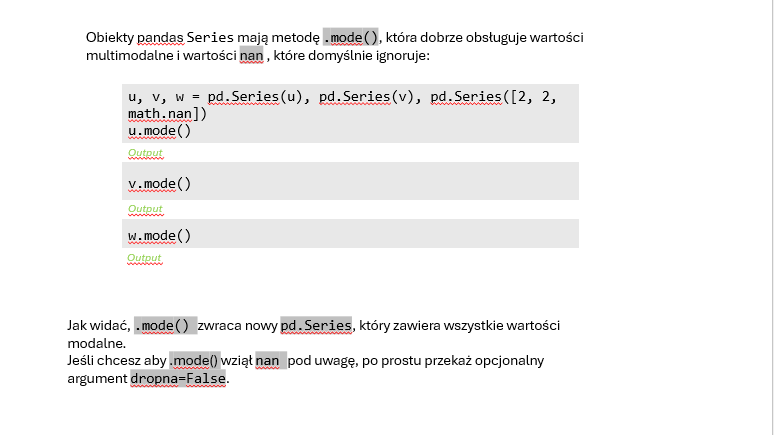 Obiekty pandas Series mają metodę .mode(), która dobrze obsługuje wartości
multimodalne i wartości nan , które domyślnie ignoruje:
u, v, w = pd.Series(u), pd.Series(v), pd.Series([2, 2,
math.nan])
u.mode()
Output
v.mode()
Output
w.mode()
Output
Jak widać, .mode() zwraca nowy pd.Series, który zawiera wszystkie wartości
modalne.
Jeśli chcesz aby .mode() wziął nan pod uwagę, po prostu przekaż opcjonalny
argument dropna=False.